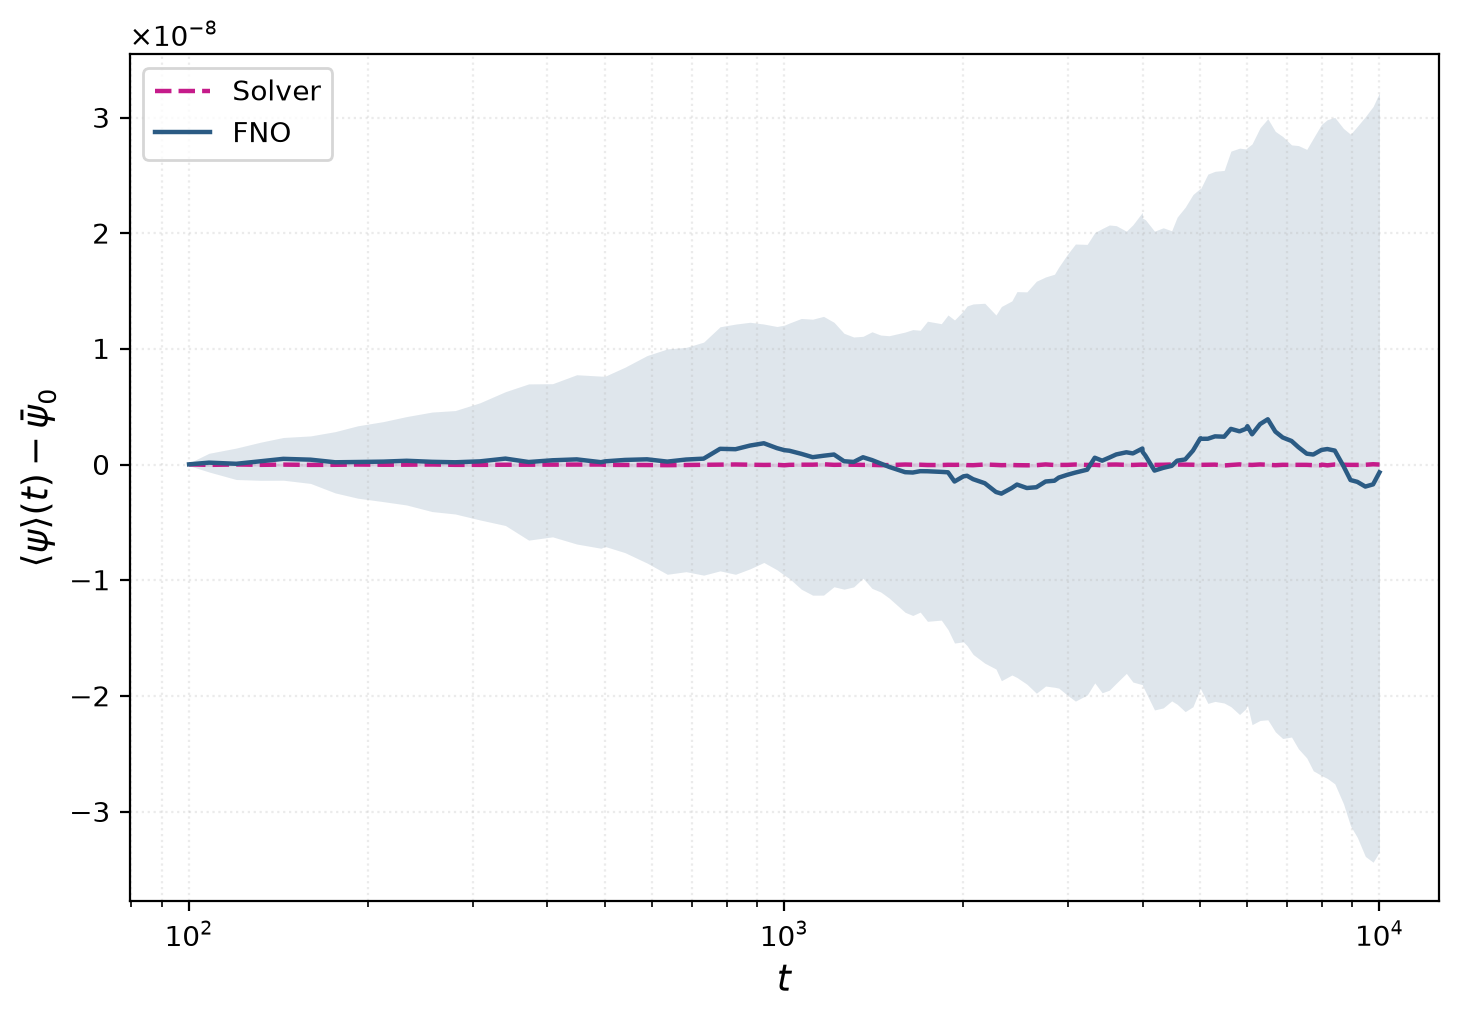 ×10⁻⁸
Solver
FNO
3
2
1
0
−1
−2
−3
⟨ψ⟩(t) − ψ̄₀
10² 10³ 10⁴
t